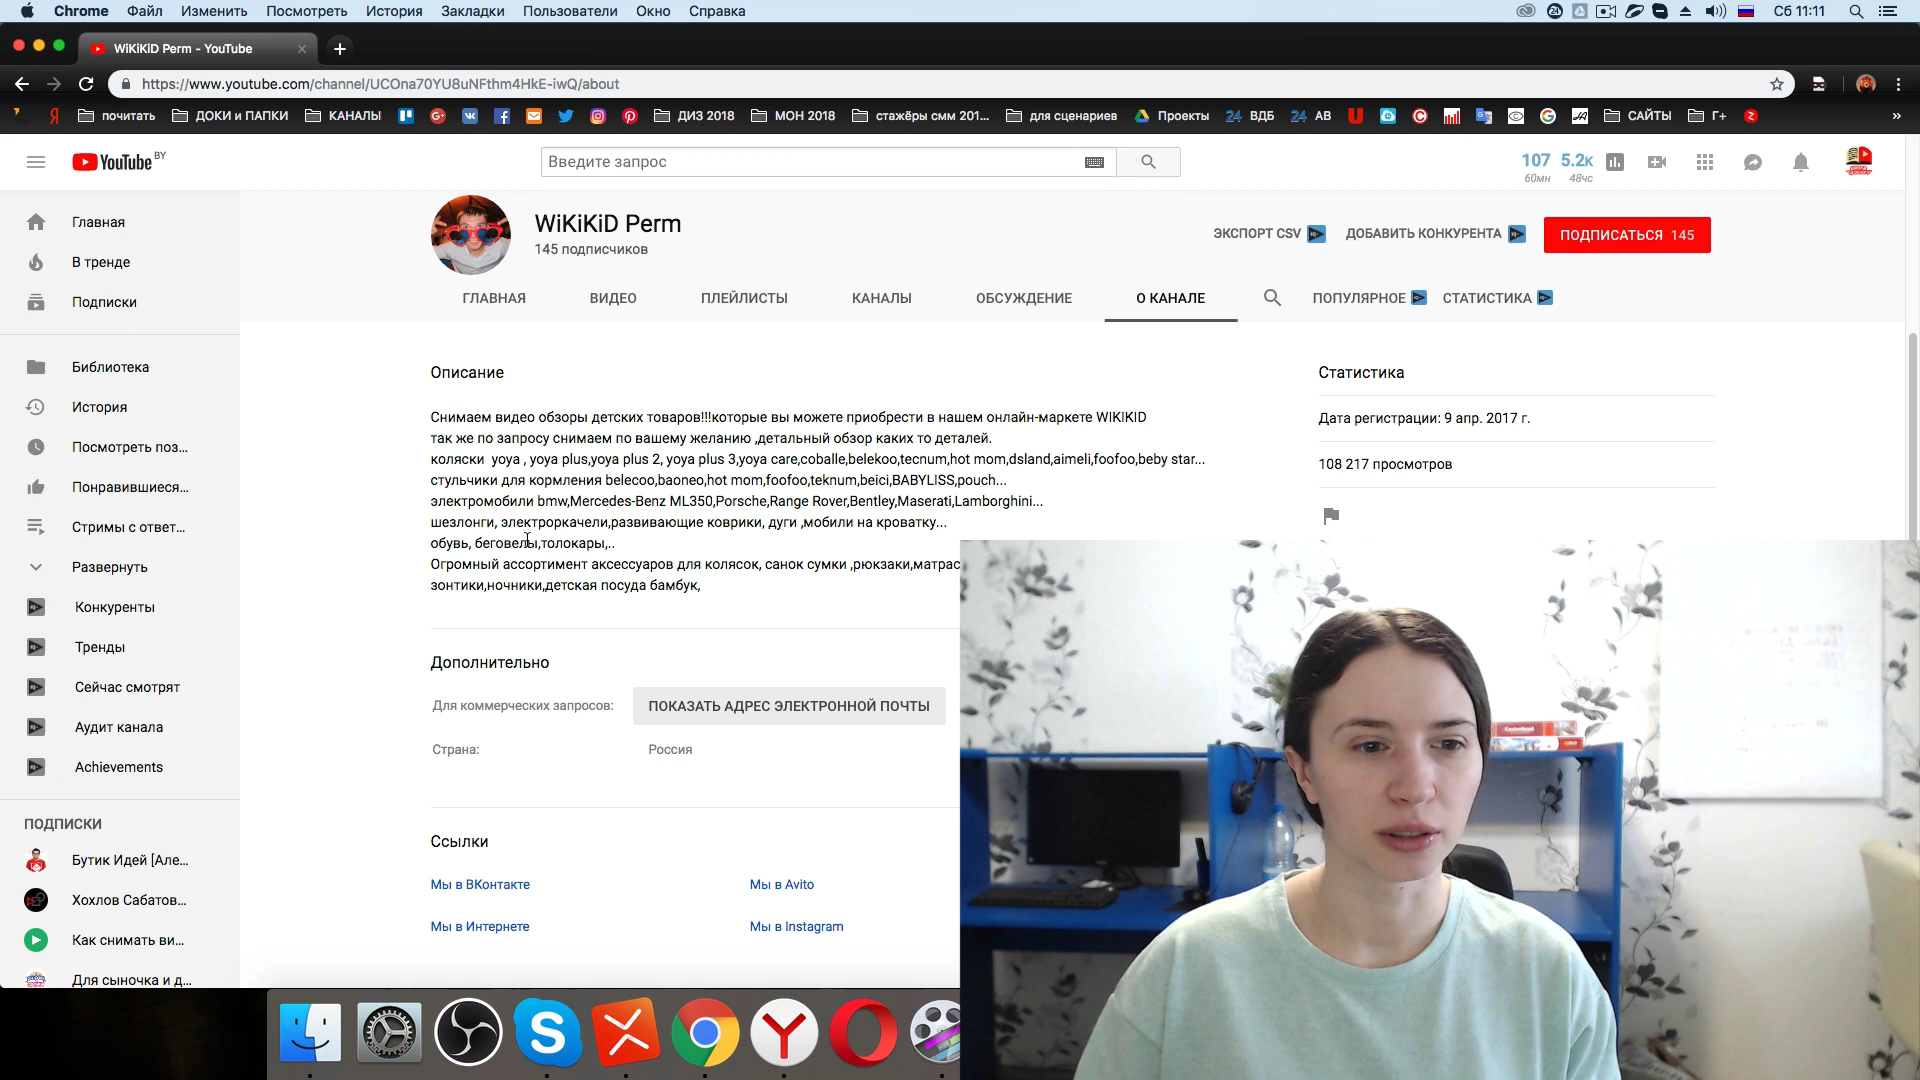 Chrome Файл Изменить Посмотреть История Закладки Пользователи Окно Справка Сб 11:11
WiKiKiD Perm - YouTube
https://www.youtube.com/channel/UCOna70YU8uNFthm4HkE-iwQ/about
почитать ДОКИ и ПАПКИ КАНАЛЫ ДИЗ 2018 МОН 2018 стажёры смм 201... для сценариев Проекты 24 ВДБ 24 АВ САЙТЫ Г+
YouTube BY Введите запрос 107 5.2к
60мн 48чс
WiKiKiD Perm
145 подписчиков
ЭКСПОРТ CSV ДОБАВИТЬ КОНКУРЕНТА ПОДПИСАТЬСЯ 145
ГЛАВНАЯ ВИДЕО ПЛЕЙЛИСТЫ КАНАЛЫ ОБСУЖДЕНИЕ О КАНАЛЕ ПОПУЛЯРНОЕ СТАТИСТИКА
Главная
В тренде
Подписки
Библиотека
История
Посмотреть поз...
Понравившиеся...
Стримы с ответ...
Развернуть
Конкуренты
Тренды
Сейчас смотрят
Аудит канала
Achievements
ПОДПИСКИ
Бутик Идей [Але...
Хохлов Сабатов...
Как снимать ви...
Для сыночка и д...
Описание
Снимаем видео обзоры детских товаров!!!которые вы можете приобрести в нашем онлайн-маркете WIKIKID
так же по запросу снимаем по вашему желанию ,детальный обзор каких то деталей.
коляски yoya , yoya plus,yoya plus 2, yoya plus 3,yoya care,coballe,belekoo,tecnum,hot mom,dsland,aimeli,foofoo,beby star...
стульчики для кормления belecoo,baoneo,hot mom,foofoo,teknum,beici,BABYLISS,pouch...
электромобили bmw,Mercedes-Benz ML350,Porsche,Range Rover,Bentley,Maserati,Lamborghini...
шезлонги, электроркачели,развивающие коврики, дуги ,мобили на кроватку...
обувь, беговелы,толокары,..
Огромный ассортимент аксессуаров для колясок, санок сумки ,рюкзаки,матрас
зонтики,ночники,детская посуда бамбук,
Дополнительно
Для коммерческих запросов: ПОКАЗАТЬ АДРЕС ЭЛЕКТРОННОЙ ПОЧТЫ
Страна: Россия
Ссылки
Мы в ВКонтакте Мы в Avito
Мы в Интернете Мы в Instagram
Статистика
Дата регистрации: 9 апр. 2017 г.
108 217 просмотров